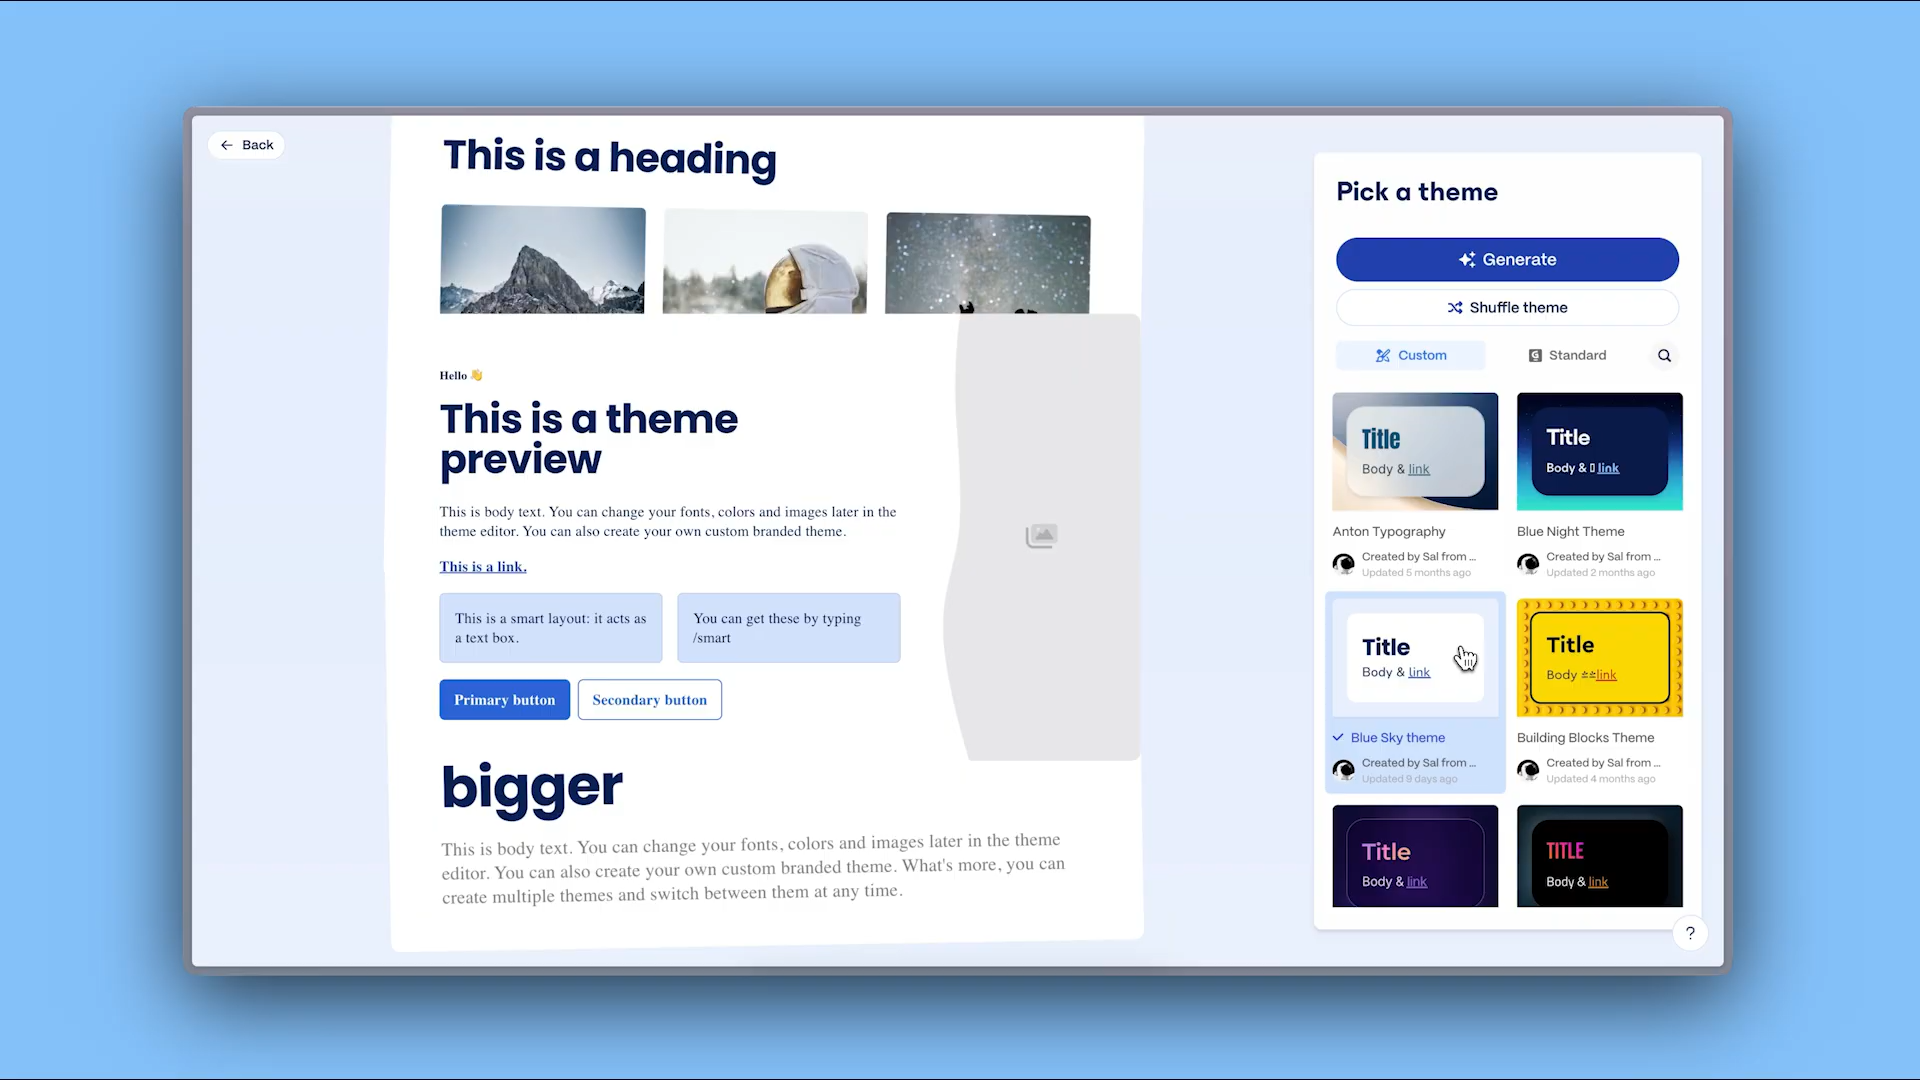 Back
This is a heading
Hello 👋
This is a theme
preview
This is body text. You can change your fonts, colors and images later in the
theme editor. You can also create your own custom branded theme.
This is a link.
This is a smart layout: it acts as
a text box.
You can get these by typing
/smart
Primary button
Secondary button
bigger
This is body text. You can change your fonts, colors and images later in the theme
editor. You can also create your own custom branded theme. What's more, you can
create multiple themes and switch between them at any time.
Pick a theme
Generate
Shuffle theme
Custom
Standard
Title
Body & link
Anton Typography
Created by Sal from ...
Updated 5 months ago
Title
Body & link
Blue Night Theme
Created by Sal from ...
Updated 2 months ago
Title
Body & link
Blue Sky theme
Created by Sal from ...
Updated 9 days ago
Title
Body link
Building Blocks Theme
Created by Sal from ...
Updated 4 months ago
Title
Body & link
TITLE
Body & link
?